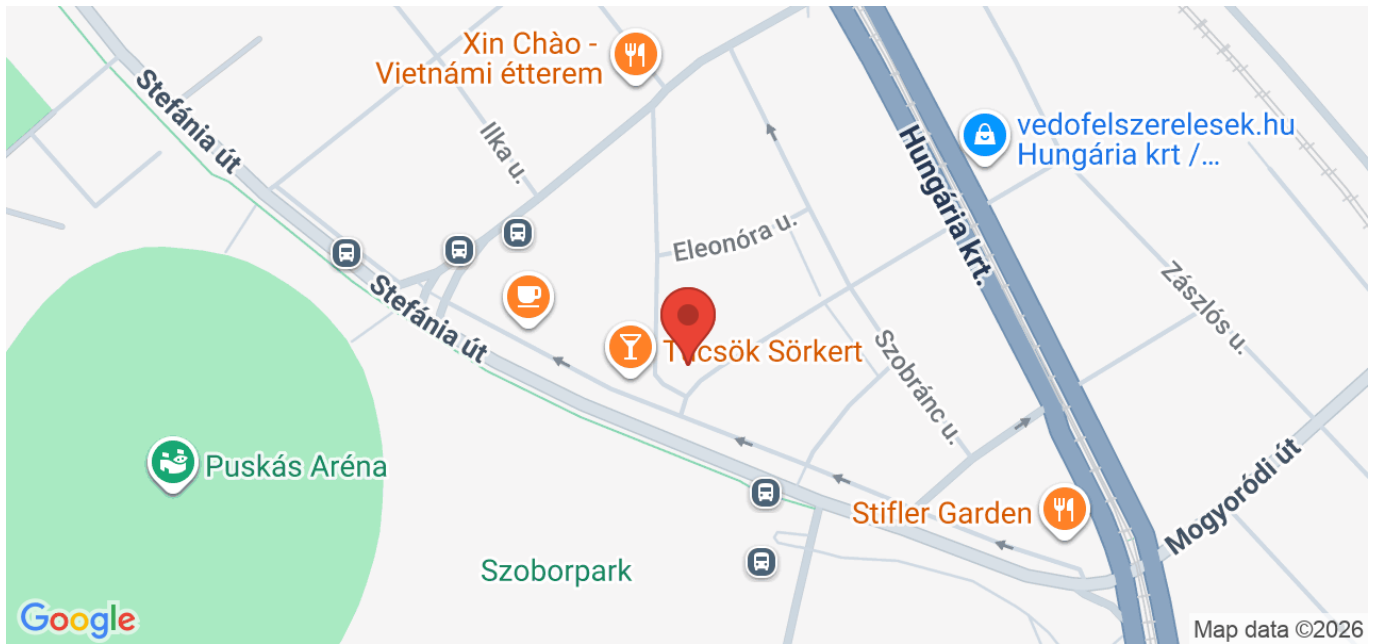 Xin Chào -
Vietnámi étterem
Stefánia út
Ilka u.
Hungária krt.
vedofelszerelesek.hu
Hungária krt /...
Eleonóra u.
Zászlós u.
Stefánia út
Sörkert
Szobránc u.
Puskás Aréna
Stifler Garden
Mogyoródi út
Szoborpark
Google
Map data ©2026